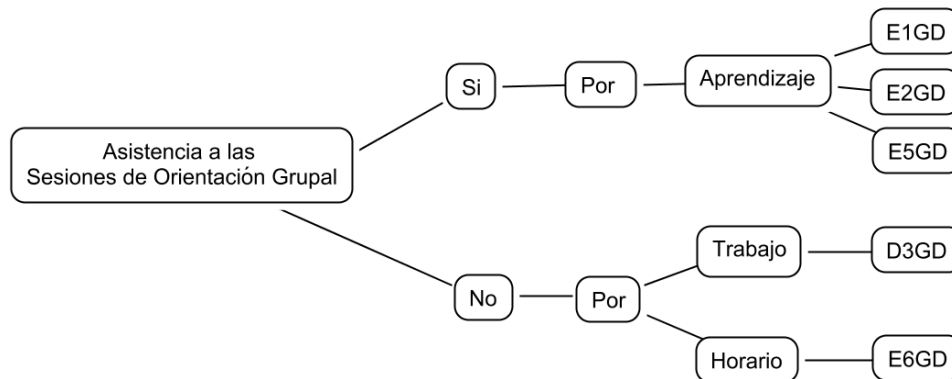 Asistencia a las
Sesiones de Orientación Grupal
Si
Por
Aprendizaje
E1GD
E2GD
E5GD
No
Por
Trabajo
D3GD
Horario
E6GD